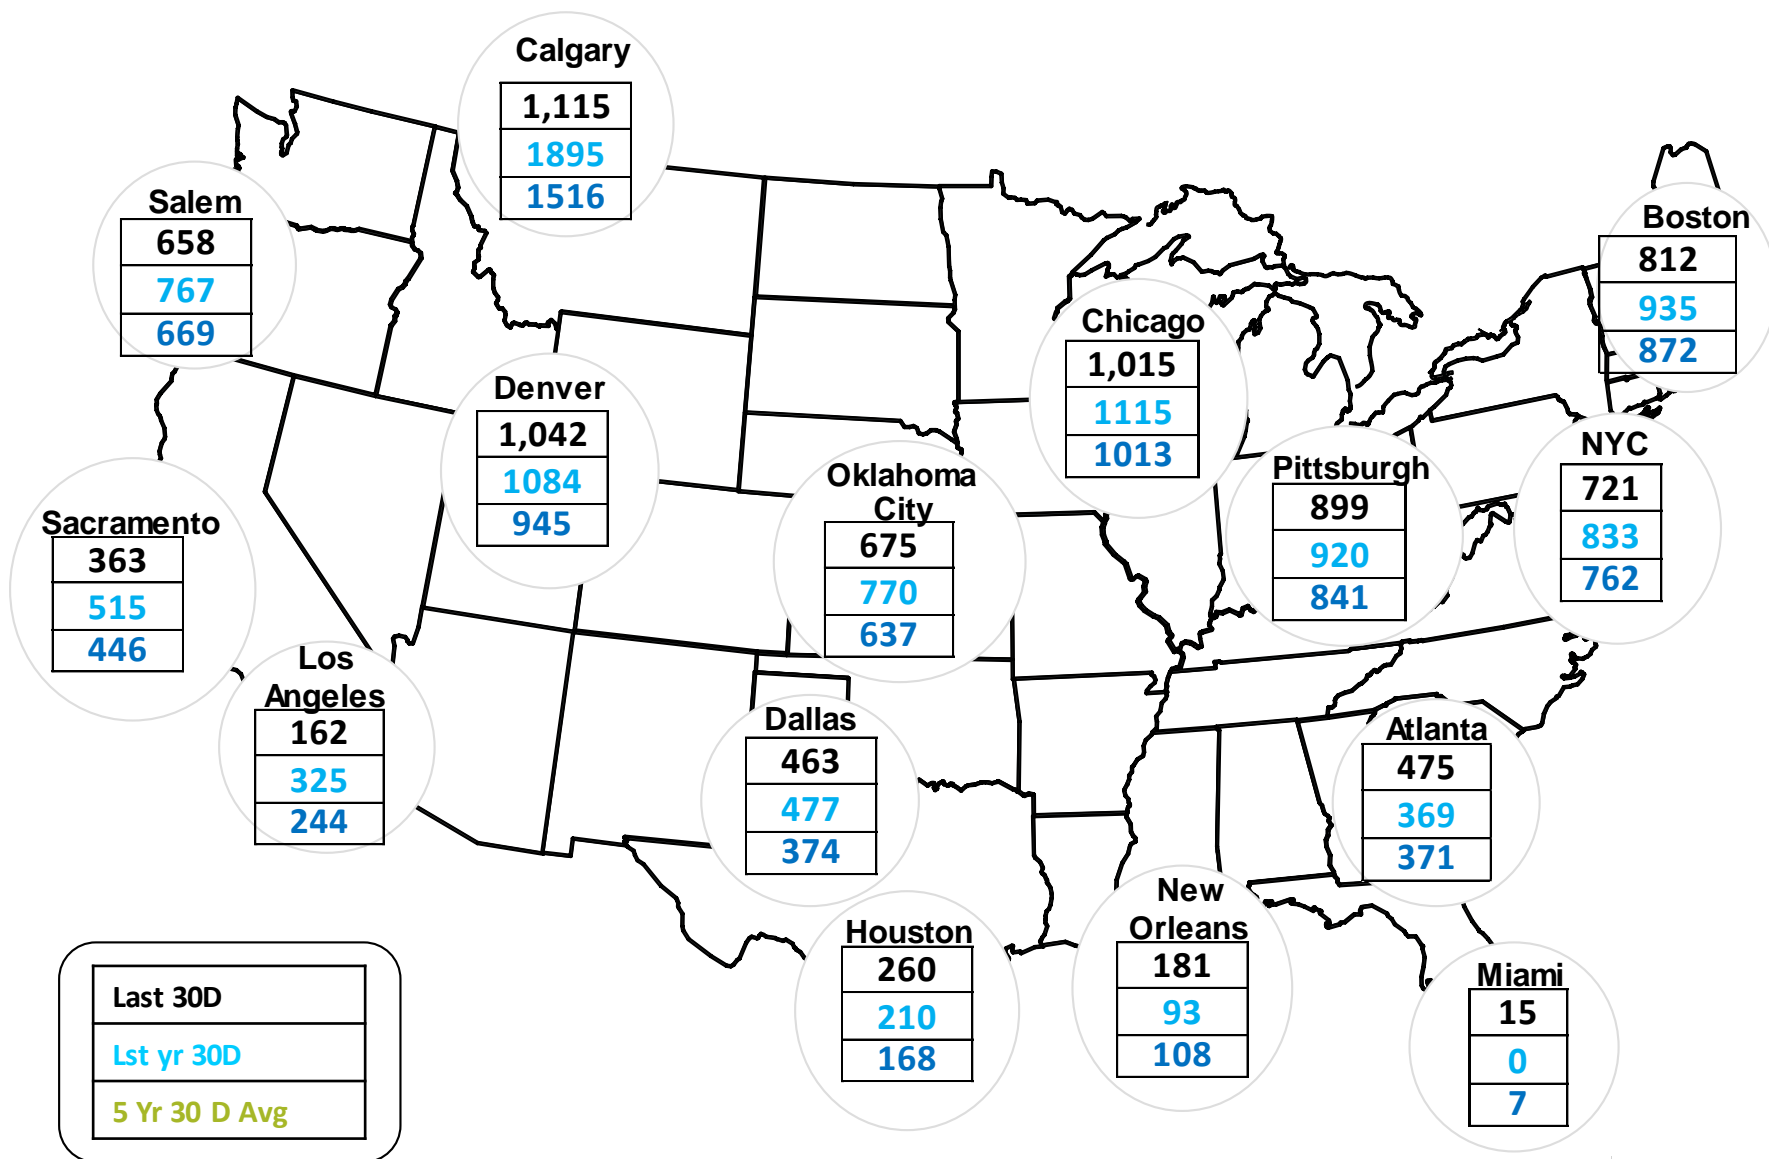 Calgary
1,115
1895
1516
Salem
658
767
669
Boston
812
935
872
Chicago
1,015
1115
1013
Denver
1,042
1084
945
NYC
721
833
762
Oklahoma
City
675
770
637
Pittsburgh
899
920
841
Sacramento
363
515
446
Los
Angeles
162
325
244
Dallas
463
477
374
Atlanta
475
369
371
New
Orleans
181
93
108
Houston
260
210
168
Miami
15
0
7
Last 30D
Lst yr 30D
5 Yr 30 D Avg